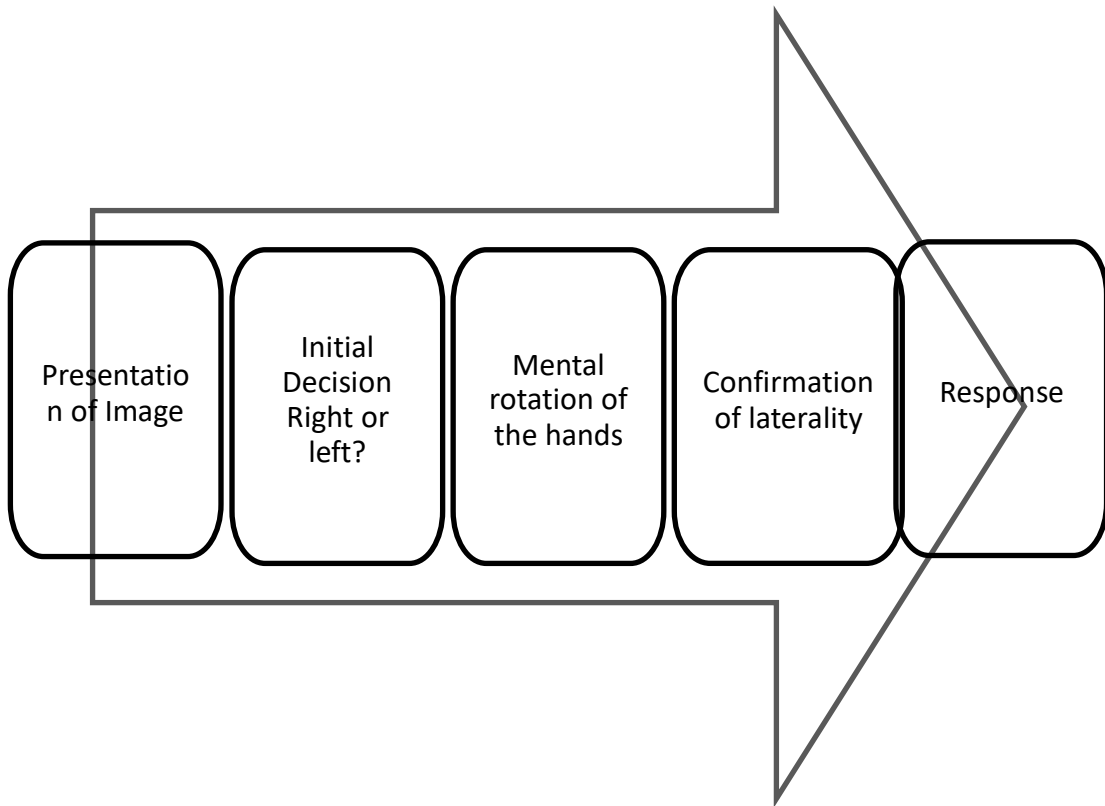 Presentatio
n of Image
Initial
Decision
Right or
left?
Mental
rotation of
the hands
Confirmation
of laterality
Response